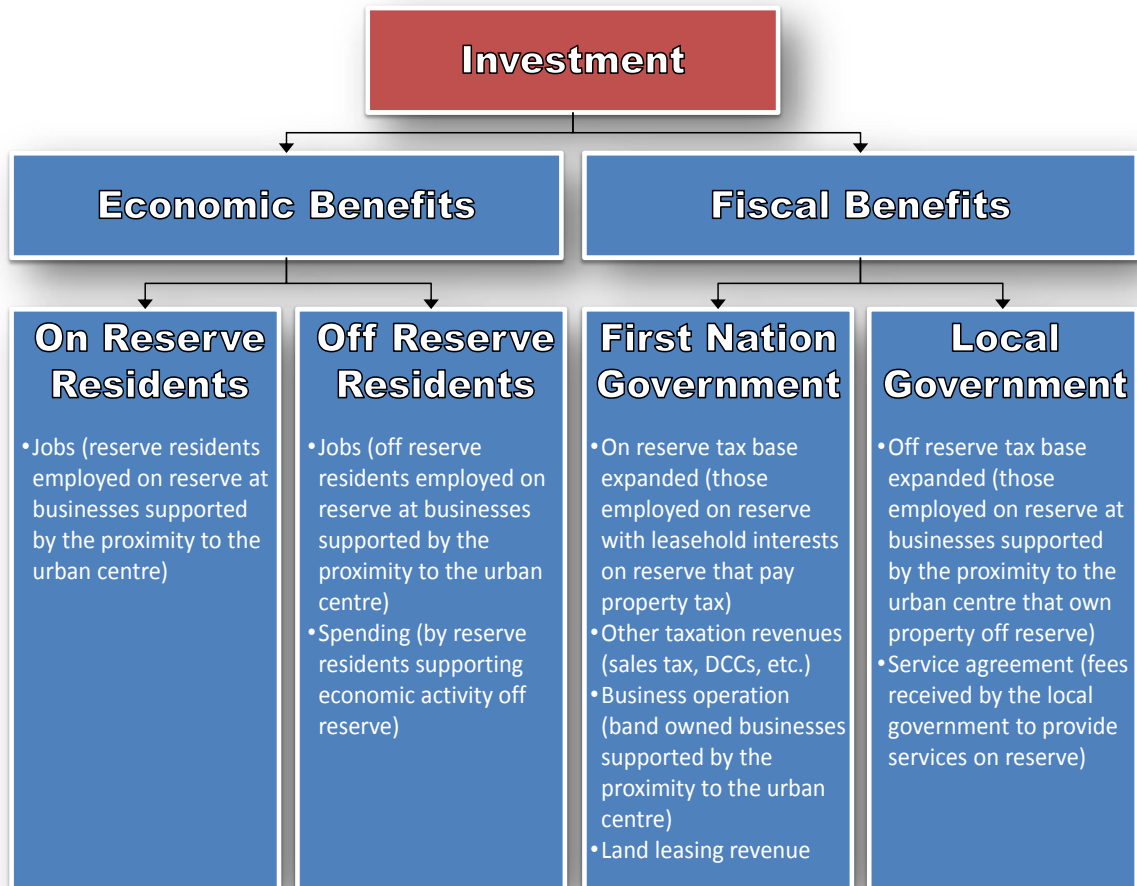 Investment
Economic Benefits
Fiscal Benefits
On Reserve
Residents
•Jobs (reserve residents
employed on reserve at
businesses supported
by the proximity to the
urban centre)
Off Reserve
Residents
•Jobs (off reserve
residents employed on
reserve at businesses
supported by the
proximity to the urban
centre)
•Spending (by reserve
residents supporting
economic activity off
reserve)
First Nation
Government
•On reserve tax base
expanded (those
employed on reserve
with leasehold interests
on reserve that pay
property tax)
•Other taxation revenues
(sales tax, DCCs, etc.)
•Business operation
(band owned businesses
supported by the
proximity to the urban
centre)
•Land leasing revenue
Local
Government
•Off reserve tax base
expanded (those
employed on reserve at
businesses supported
by the proximity to the
urban centre that own
property off reserve)
•Service agreement (fees
received by the local
government to provide
services on reserve)